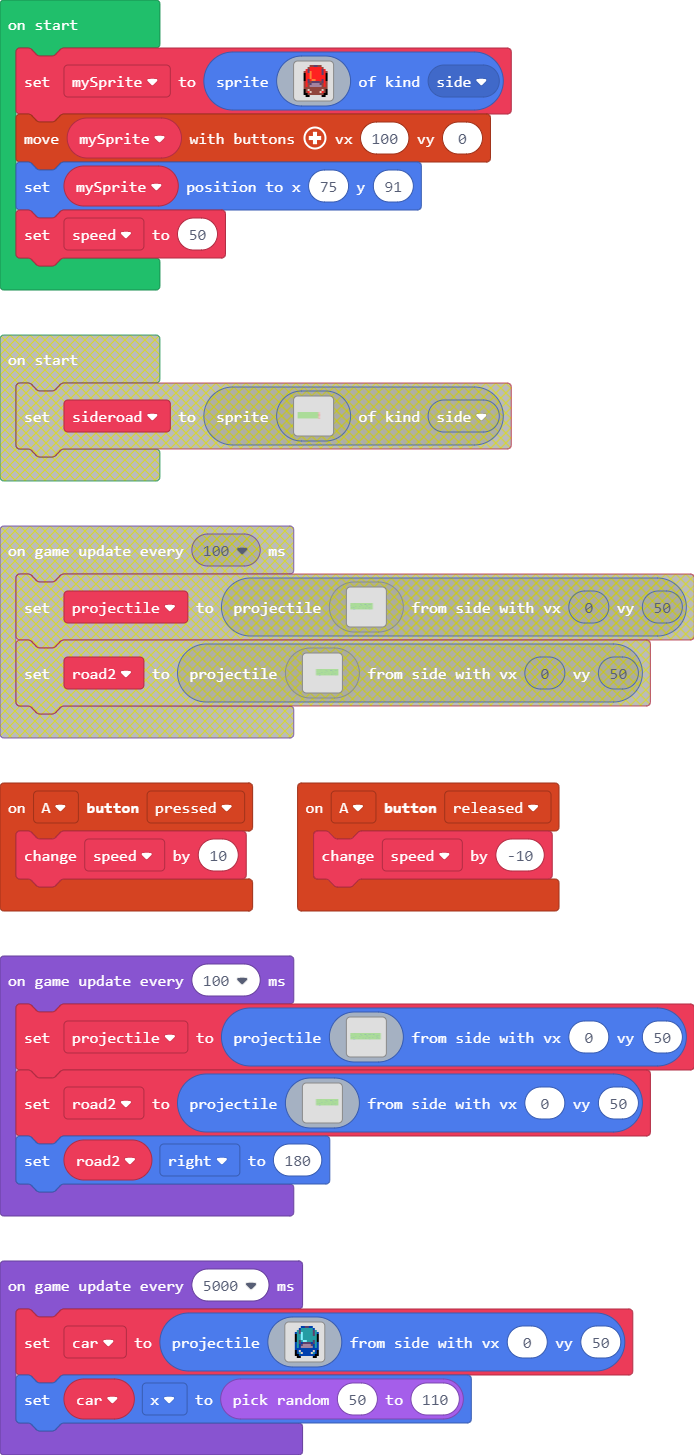 on start
set mySprite to sprite of kind side
move mySprite with buttons vx 100 vy 0
set mySprite position to x 75 y 91
set speed to 50
on start
set sideroad to sprite of kind side
on game update every 100 ms
set projectile to projectile from side with vx 0 vy 50
set road2 to projectile from side with vx 0 vy 50
on A button pressed
change speed by 10
on A button released
change speed by -10
on game update every 100 ms
set projectile to projectile from side with vx 0 vy 50
set road2 to projectile from side with vx 0 vy 50
set road2 right to 180
on game update every 5000 ms
set car to projectile from side with vx 0 vy 50
set car x to pick random 50 to 110